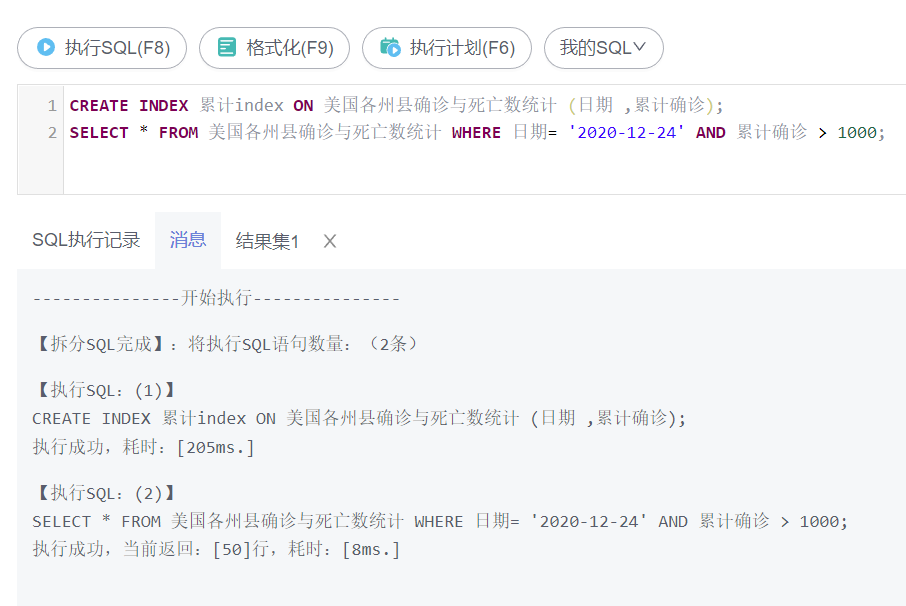 执行SQL(F8) 格式化(F9) 执行计划(F6) 我的SQL
1 CREATE INDEX 累计index ON 美国各州县确诊与死亡数统计 (日期 ,累计确诊);
2 SELECT * FROM 美国各州县确诊与死亡数统计 WHERE 日期= '2020-12-24' AND 累计确诊 > 1000;
SQL执行记录 消息 结果集1 X
---------------开始执行---------------
【拆分SQL完成】：将执行SQL语句数量：（2条）
【执行SQL：(1)】
CREATE INDEX 累计index ON 美国各州县确诊与死亡数统计 (日期 ,累计确诊);
执行成功，耗时：[205ms.]
【执行SQL：(2)】
SELECT * FROM 美国各州县确诊与死亡数统计 WHERE 日期= '2020-12-24' AND 累计确诊 > 1000;
执行成功，当前返回：[50]行，耗时：[8ms.]